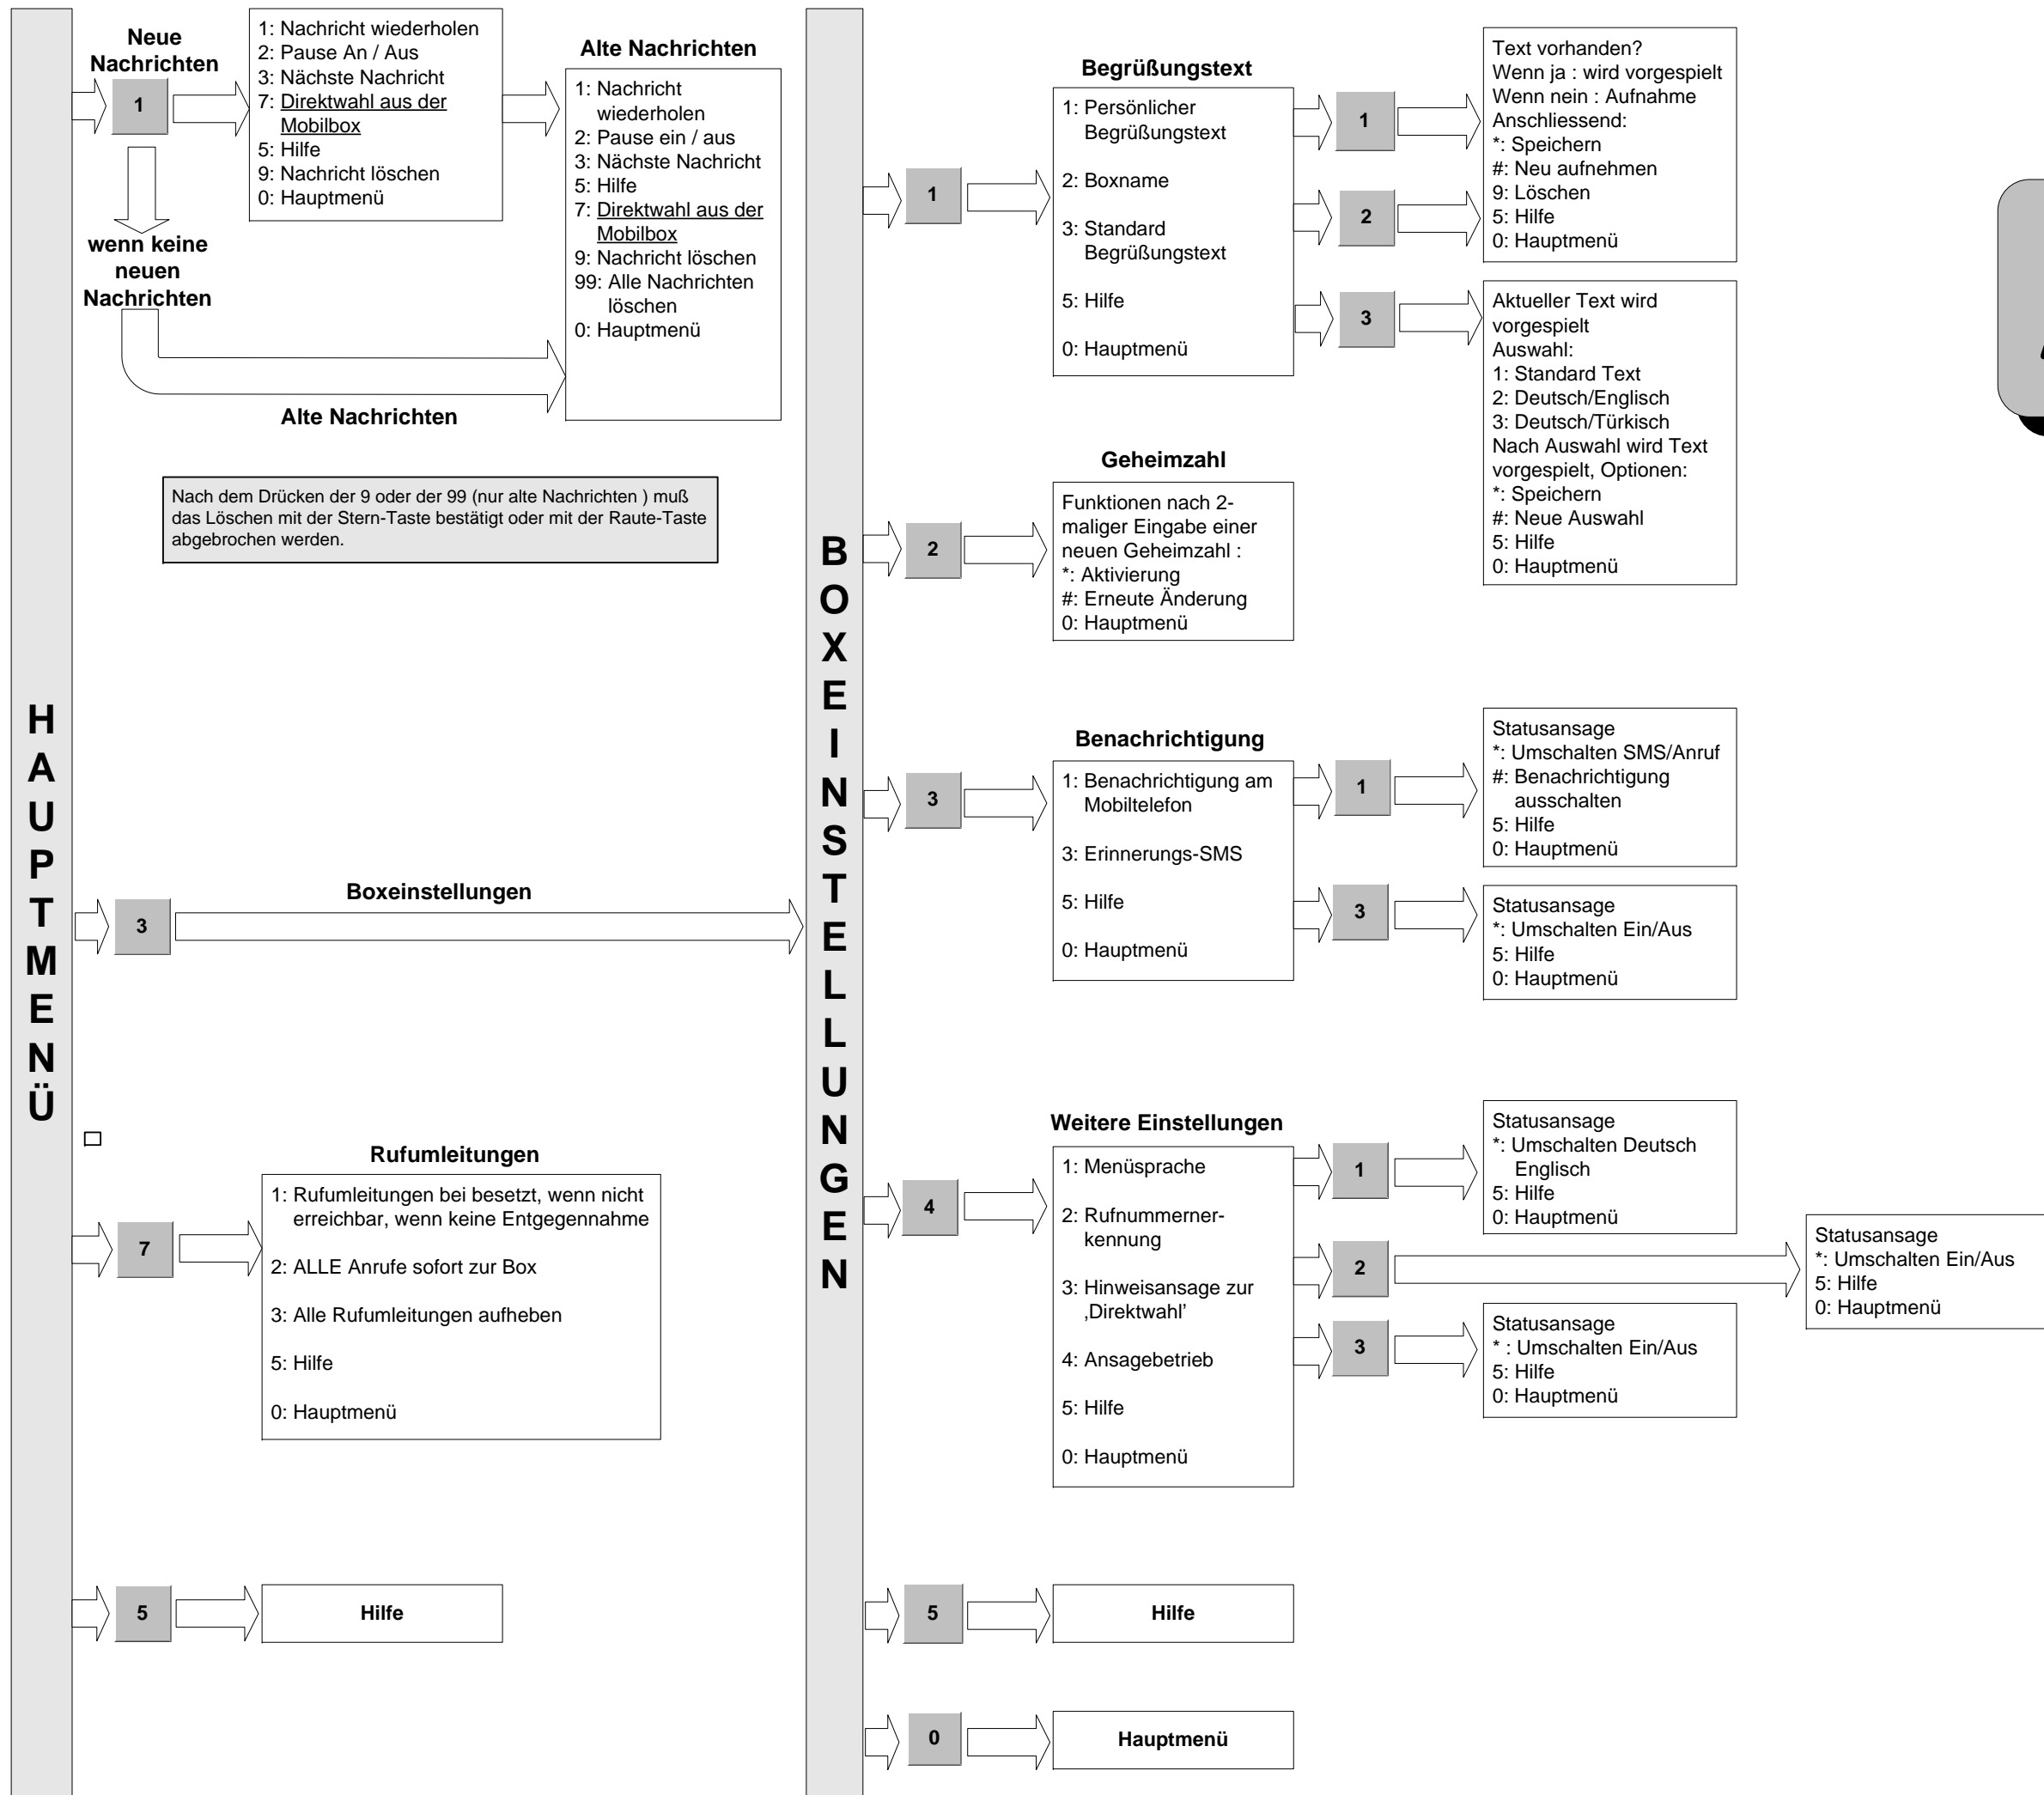 HAUPTMENÜ
Neue
Nachrichten
1
1: Nachricht wiederholen
2: Pause An / Aus
3: Nächste Nachricht
7: Direktwahl aus der
Mobilbox
5: Hilfe
9: Nachricht löschen
0: Hauptmenü
Alte Nachrichten
1: Nachricht
wiederholen
2: Pause ein / aus
3: Nächste Nachricht
5: Hilfe
7: Direktwahl aus der
Mobilbox
9: Nachricht löschen
99: Alle Nachrichten
löschen
0: Hauptmenü
wenn keine
neuen
Nachrichten
Alte Nachrichten
Nach dem Drücken der 9 oder der 99 (nur alte Nachrichten ) muß
das Löschen mit der Stern-Taste bestätigt oder mit der Raute-Taste
abgebrochen werden.
3
Boxeinstellungen
Rufumleitungen
7
1: Rufumleitungen bei besetzt, wenn nicht
erreichbar, wenn keine Entgegennahme
2: ALLE Anrufe sofort zur Box
3: Alle Rufumleitungen aufheben
5: Hilfe
0: Hauptmenü
5
Hilfe
BOXEINSTELLUNGEN
Begrüßungstext
1
1: Persönlicher
Begrüßungstext
2: Boxname
3: Standard
Begrüßungstext
5: Hilfe
0: Hauptmenü
1
2
Text vorhanden?
Wenn ja : wird vorgespielt
Wenn nein : Aufnahme
Anschliessend:
*: Speichern
#: Neu aufnehmen
9: Löschen
5: Hilfe
0: Hauptmenü
3
Aktueller Text wird
vorgespielt
Auswahl:
1: Standard Text
2: Deutsch/Englisch
3: Deutsch/Türkisch
Nach Auswahl wird Text
vorgespielt, Optionen:
*: Speichern
#: Neue Auswahl
5: Hilfe
0: Hauptmenü
Geheimzahl
2
Funktionen nach 2-
maliger Eingabe einer
neuen Geheimzahl :
*: Aktivierung
#: Erneute Änderung
0: Hauptmenü
Benachrichtigung
3
1: Benachrichtigung am
Mobiltelefon
3: Erinnerungs-SMS
5: Hilfe
0: Hauptmenü
1
Statusansage
*: Umschalten SMS/Anruf
#: Benachrichtigung
ausschalten
5: Hilfe
0: Hauptmenü
3
Statusansage
*: Umschalten Ein/Aus
5: Hilfe
0: Hauptmenü
Weitere Einstellungen
4
1: Menüsprache
2: Rufnummerner-
kennung
3: Hinweisansage zur
‚Direktwahl’
4: Ansagebetrieb
5: Hilfe
0: Hauptmenü
1
Statusansage
*: Umschalten Deutsch
Englisch
5: Hilfe
0: Hauptmenü
2
Statusansage
*: Umschalten Ein/Aus
5: Hilfe
0: Hauptmenü
3
Statusansage
* : Umschalten Ein/Aus
5: Hilfe
0: Hauptmenü
5
Hilfe
0
Hauptmenü